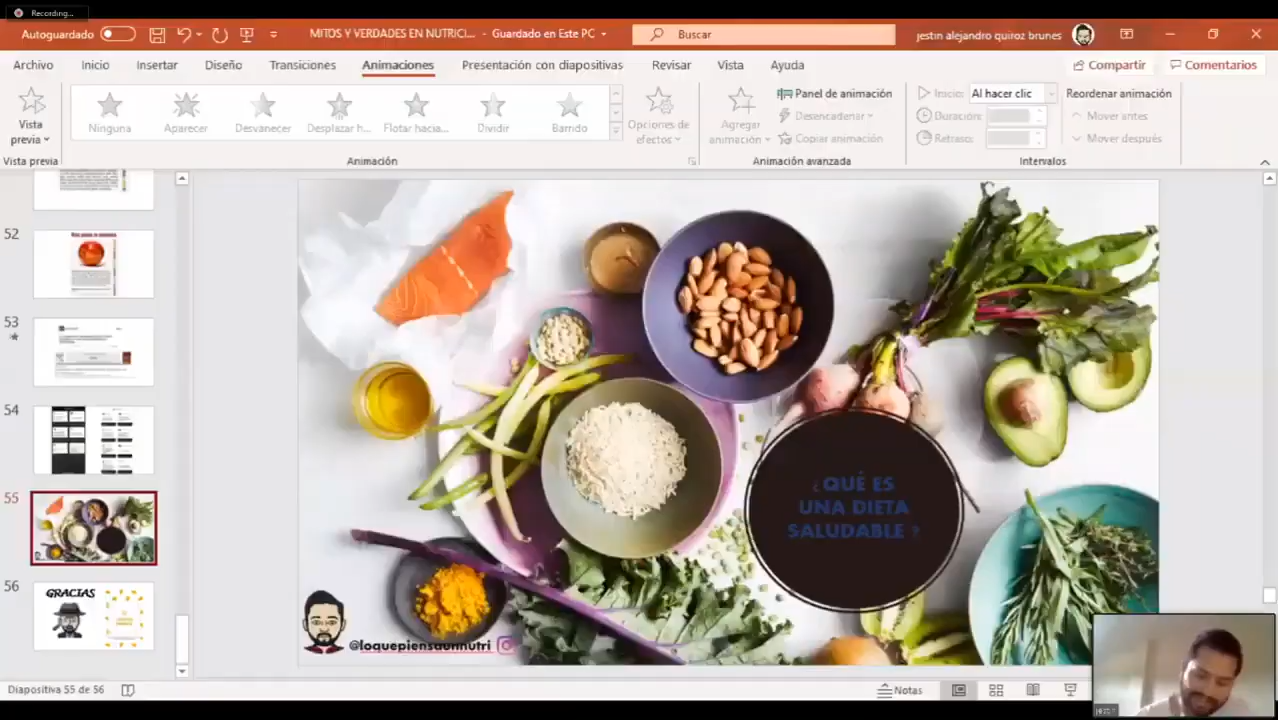 Recording...
Autoguardado
MITOS Y VERDADES EN NUTRICI... - Guardado en Este PC
Buscar
jestin alejandro quiroz brunes
Archivo
Inicio
Insertar
Diseño
Transiciones
Animaciones
Presentación con diapositivas
Revisar
Vista
Ayuda
Compartir
Comentarios
Vista
previa
Ninguna
Aparecer
Desvanecer
Desplazar h...
Flotar hacia...
Dividir
Barrido
Opciones de
efectos
Agregar
animación
Panel de animación
Desencadenar
Copiar animación
Inicio:
Al hacer clic
Duración:
Retraso:
Reordenar animación
Mover antes
Mover después
Vista previa
Animación
Animación avanzada
Intervalos
52
53
54
55
56
GRACIAS
¿QUÉ ES
UNA DIETA
SALUDABLE ?
@loquepiensaunnutri
Diapositiva 55 de 56
Notas